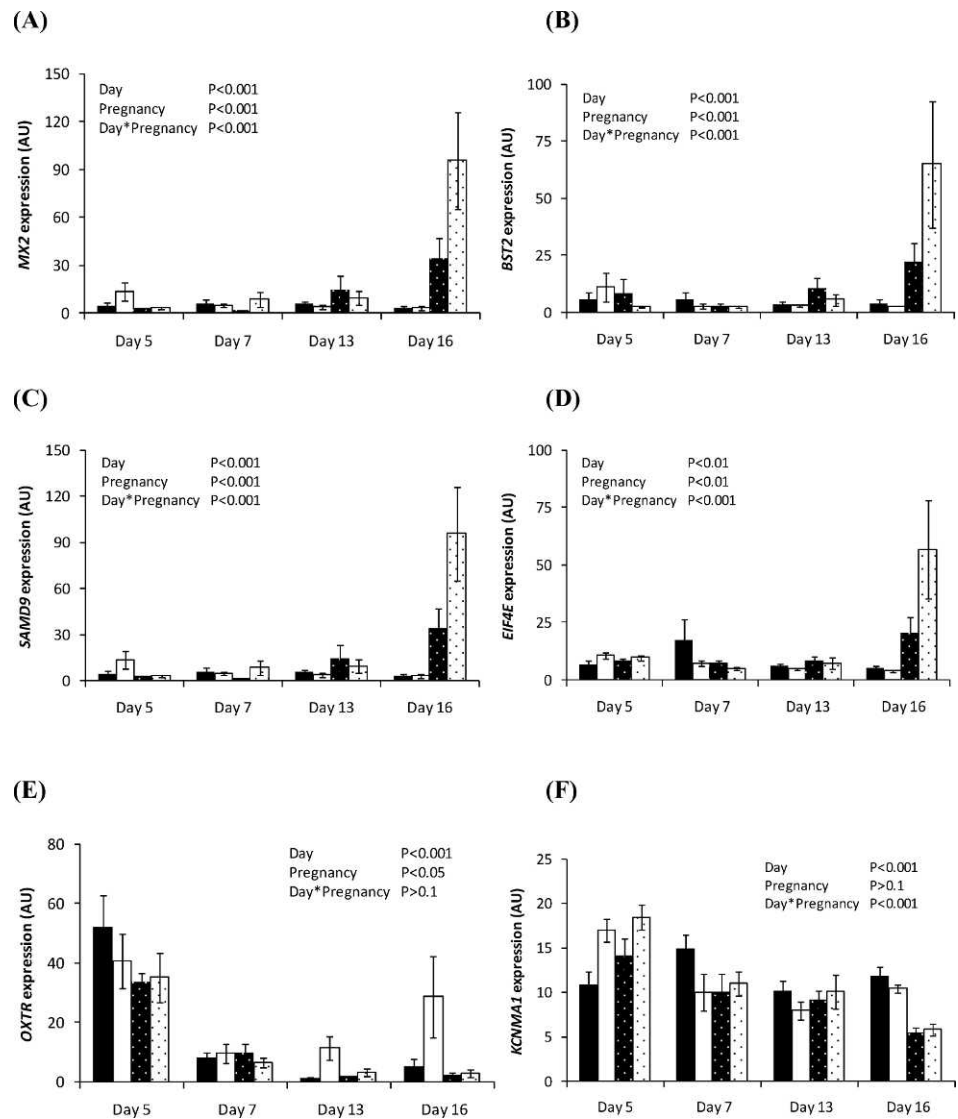 (A)
MX2 expression (AU)
150
120
90
60
30
0
Day P<0.001
Pregnancy P<0.001
Day*Pregnancy P<0.001
Day 5 Day 7 Day 13 Day 16
(B)
BST2 expression (AU)
100
75
50
25
0
Day P<0.001
Pregnancy P<0.001
Day*Pregnancy P<0.001
Day 5 Day 7 Day 13 Day 16
(C)
SAMD9 expression (AU)
150
120
90
60
30
0
Day P<0.001
Pregnancy P<0.001
Day*Pregnancy P<0.001
Day 5 Day 7 Day 13 Day 16
(D)
EIF4E expression (AU)
100
75
50
25
0
Day P<0.01
Pregnancy P<0.01
Day*Pregnancy P<0.001
Day 5 Day 7 Day 13 Day 16
(E)
OXTR expression (AU)
80
60
40
20
0
Day P<0.001
Pregnancy P<0.05
Day*Pregnancy P>0.1
Day 5 Day 7 Day 13 Day 16
(F)
KCNMA1 expression (AU)
25
20
15
10
5
0
Day P<0.001
Pregnancy P>0.1
Day*Pregnancy P<0.001
Day 5 Day 7 Day 13 Day 16